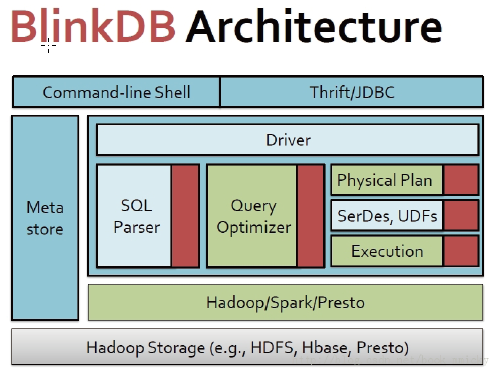 BlinkDB Architecture
Command-line Shell
Thrift/JDBC
Meta
store
Driver
SQL
Parser
Query
Optimizer
Physical Plan
SerDes, UDFs
Execution
Hadoop/Spark/Presto
Hadoop Storage (e.g., HDFS, Hbase, Presto)